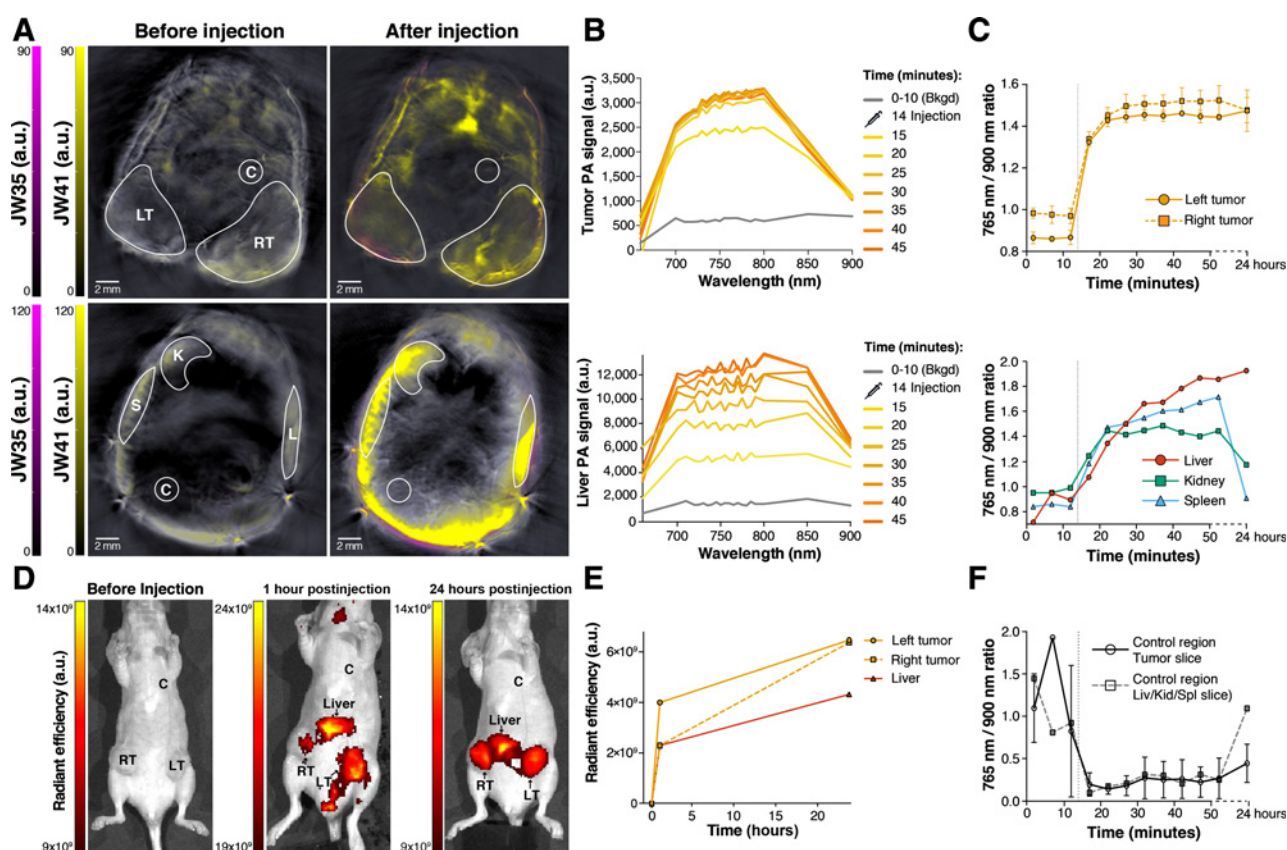 A
Before injection
After injection
90
90
JW35 (a.u.)
JW41 (a.u.)
0
0
LT
C
RT
2 mm
2 mm
120
120
JW35 (a.u.)
JW41 (a.u.)
0
0
K
S
L
C
2 mm
2 mm
B
Tumor PA signal (a.u.)
3,500
3,000
2,500
2,000
1,500
1,000
500
0
700
750
800
850
900
Wavelength (nm)
Time (minutes):
0-10 (Bkgd)
14 Injection
15
20
25
30
35
40
45
Liver PA signal (a.u.)
12,000
10,000
8,000
6,000
4,000
2,000
0
700
750
800
850
900
Wavelength (nm)
Time (minutes):
0-10 (Bkgd)
14 Injection
15
20
25
30
35
40
45
C
765 nm / 900 nm ratio
1.6
1.4
1.2
1.0
0.8
Left tumor
Right tumor
0
10
20
30
40
50
24 hours
Time (minutes)
765 nm / 900 nm ratio
2.0
1.8
1.6
1.4
1.2
1.0
0.8
Liver
Kidney
Spleen
0
10
20
30
40
50
24 hours
Time (minutes)
D
Before Injection
1 hour postinjection
24 hours postinjection
Radiant efficiency (a.u.)
14x10⁹
9x10⁹
C
RT
LT
24x10⁹
19x10⁹
C
Liver
RT
LT
14x10⁹
9x10⁹
C
Liver
RT
LT
E
Radiant efficiency (a.u.)
8×10⁹
6×10⁹
4×10⁹
2×10⁹
0
0
5
10
15
20
Time (hours)
Left tumor
Right tumor
Liver
F
765 nm / 900 nm ratio
2.0
1.5
1.0
0.5
0.0
Control region
Tumor slice
Control region
Liv/Kid/Spl slice)
0
10
20
30
40
50
24 hours
Time (minutes)